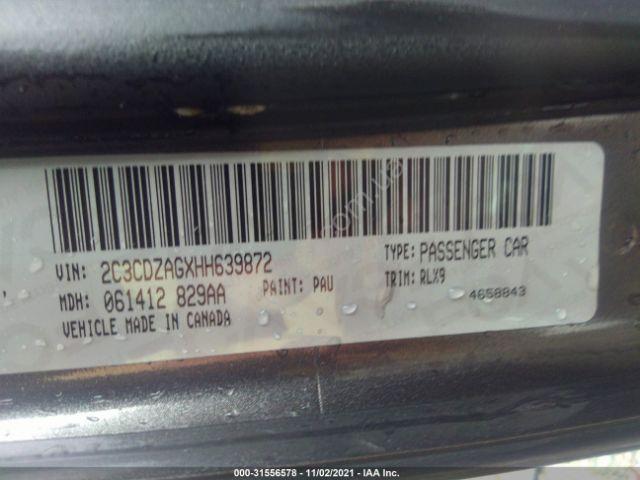 VIN: 2C3CDZAGXHH639872 TYPE: PASSENGER CAR
MDH: 061412 829AA PAINT: PAU TRIM: RLX9
VEHICLE MADE IN CANADA 4658843
000-31556578 - 11/02/2021 - IAA Inc.